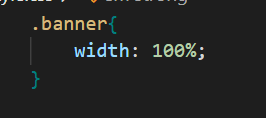 .banner{
    width: 100%;
}